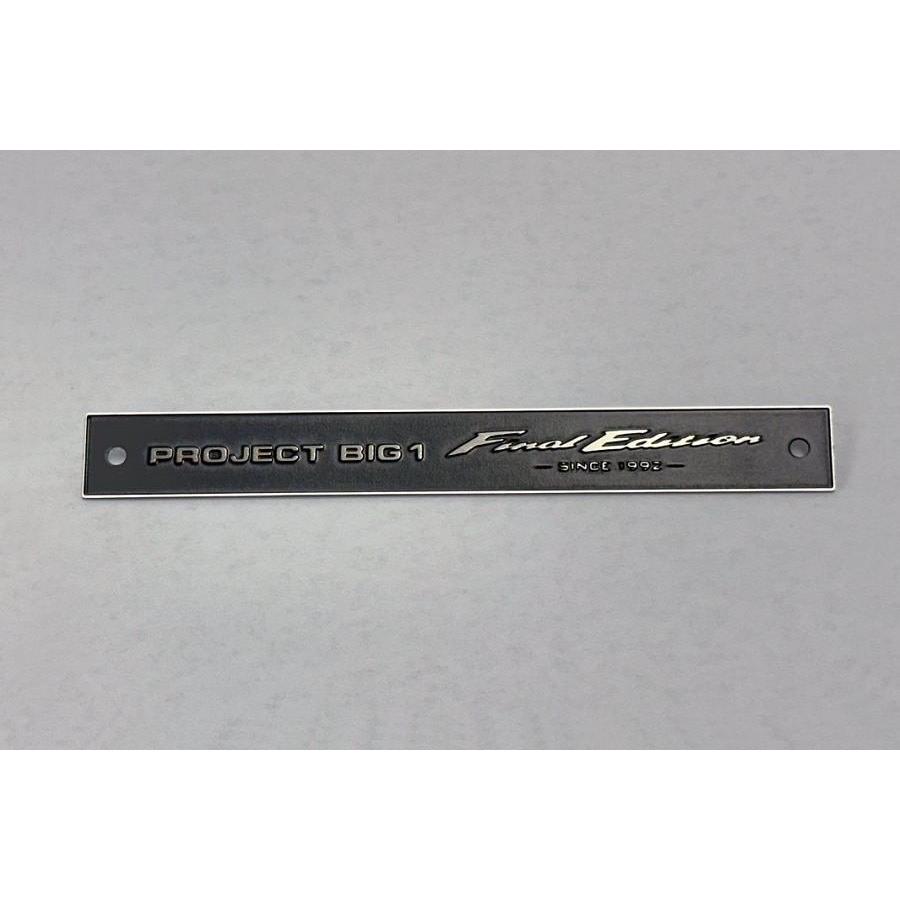 PROJECT BIG 1 Final Edition
SINCE 1992